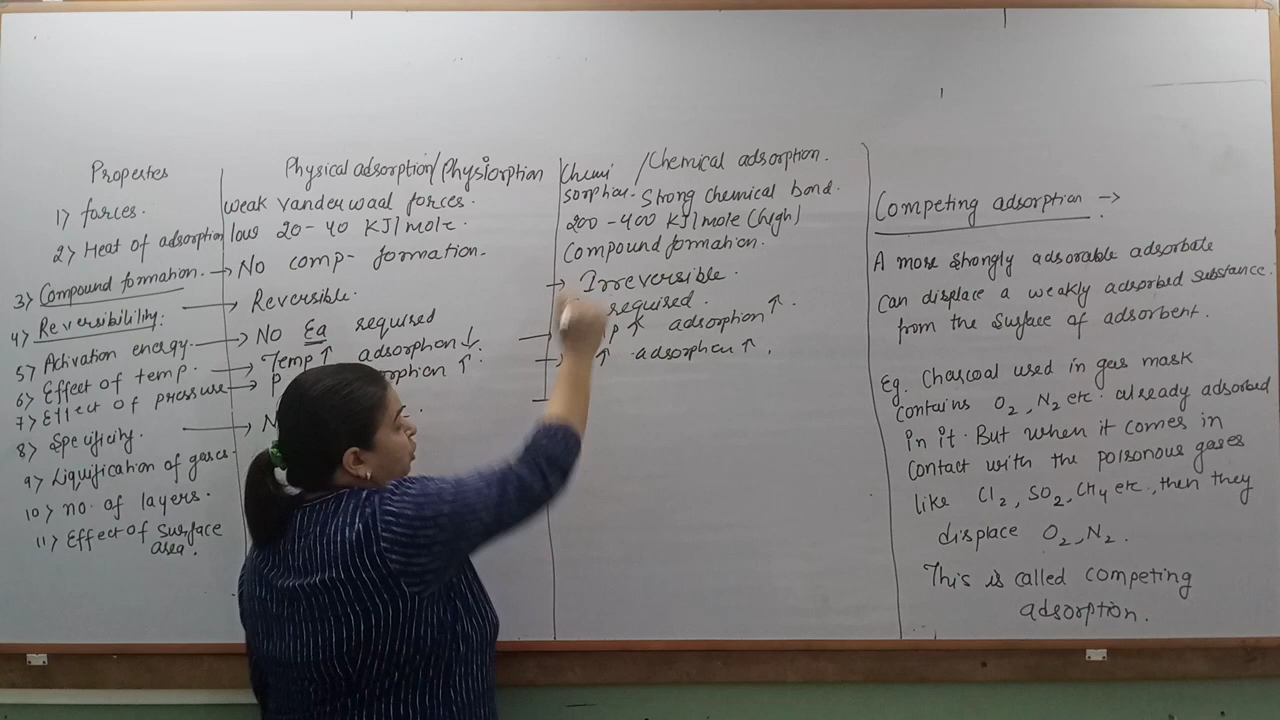 Properties
1) forces.
2) Heat of adsorption
3) Compound formation.
4) Reversibility:
5) Activation energy.
6) Effect of temp.
7) Effect of pressure
8) Specificity.
9) Liquification of gases.
10) no. of layers.
11) Effect of surface
area.
Physical adsorption/Physisorption
weak vanderwaal forces.
low 20-40 KJ/mole.
→ No comp- formation.
→ Reversible.
→ No Ea required
→ Temp↑ adsorption↓.
→ P adsorption ↑
→ N
Chemi /Chemical adsorption.
sorption. Strong chemical bond.
200-400 KJ/mole (high)
Compound formation.
→ Irreversible.
required.
adsorption↑.
↑ adsorption↑.
Competing adsorption →
A more strongly adsorable adsorbate
can displace a weakly adsorbed substance.
from the surface of adsorbent.
Eg. Charcoal used in gas mask
contains O₂, N₂ etc. already adsorbed
in it. But when it comes in
contact with the poisonous gases
like Cl₂, SO₂, CH₄ etc., then they
displace O₂, N₂.
This is called competing
adsorption.